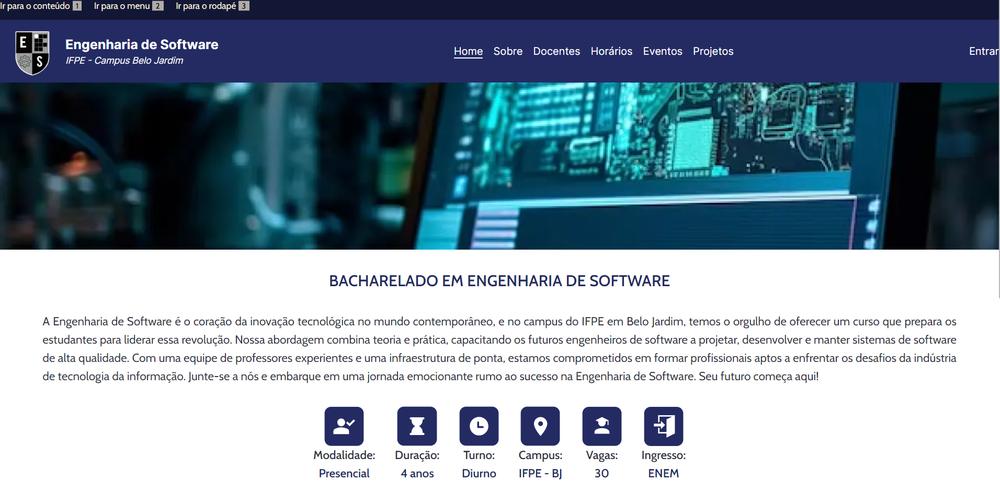 Ir para o conteúdo 1 Ir para o menu 2 Ir para o rodapé 3
E
S
Engenharia de Software
IFPE - Campus Belo Jardim
Home Sobre Docentes Horários Eventos Projetos Entrar
BACHARELADO EM ENGENHARIA DE SOFTWARE
A Engenharia de Software é o coração da inovação tecnológica no mundo contemporâneo, e no campus do IFPE em Belo Jardim, temos o orgulho de oferecer um curso que prepara os
estudantes para liderar essa revolução. Nossa abordagem combina teoria e prática, capacitando os futuros engenheiros de software a projetar, desenvolver e manter sistemas de software
de alta qualidade. Com uma equipe de professores experientes e uma infraestrutura de ponta, estamos comprometidos em formar profissionais aptos a enfrentar os desafios da indústria
de tecnologia da informação. Junte-se a nós e embarque em uma jornada emocionante rumo ao sucesso na Engenharia de Software. Seu futuro começa aqui!
Modalidade: Duração: Turno: Campus: Vagas: Ingresso:
Presencial 4 anos Diurno IFPE - BJ 30 ENEM